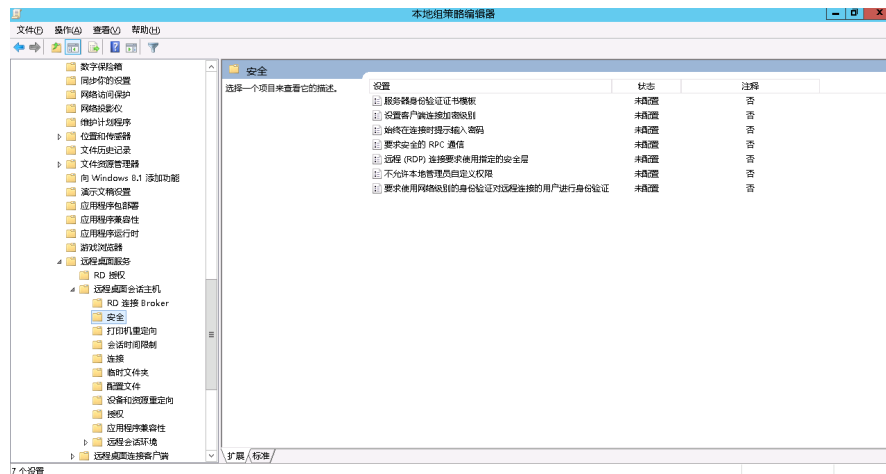 本地组策略编辑器
文件(F) 操作(A) 查看(V) 帮助(H)
数字保险箱
同步你的设置
网络访问保护
网络投影仪
维护计划程序
位置和传感器
文件历史记录
文件资源管理器
向 Windows 8.1 添加功能
演示文稿设置
应用程序包部署
应用程序兼容性
应用程序运行时
游戏浏览器
远程桌面服务
RD 授权
远程桌面会话主机
RD 连接 Broker
安全
打印机重定向
会话时间限制
连接
临时文件夹
配置文件
设备和资源重定向
授权
应用程序兼容性
远程会话环境
远程桌面连接客户端
安全
选择一个项目来查看它的描述。
设置 状态 注释
服务器身份验证证书模板 未配置 否
设置客户端连接加密级别 未配置 否
始终在连接时提示输入密码 未配置 否
要求安全的 RPC 通信 未配置 否
远程 (RDP) 连接要求使用指定的安全层 未配置 否
不允许本地管理员自定义权限 未配置 否
要求使用网络级别的身份验证对远程连接的用户进行身份验证 未配置 否
扩展 标准
7 个设置